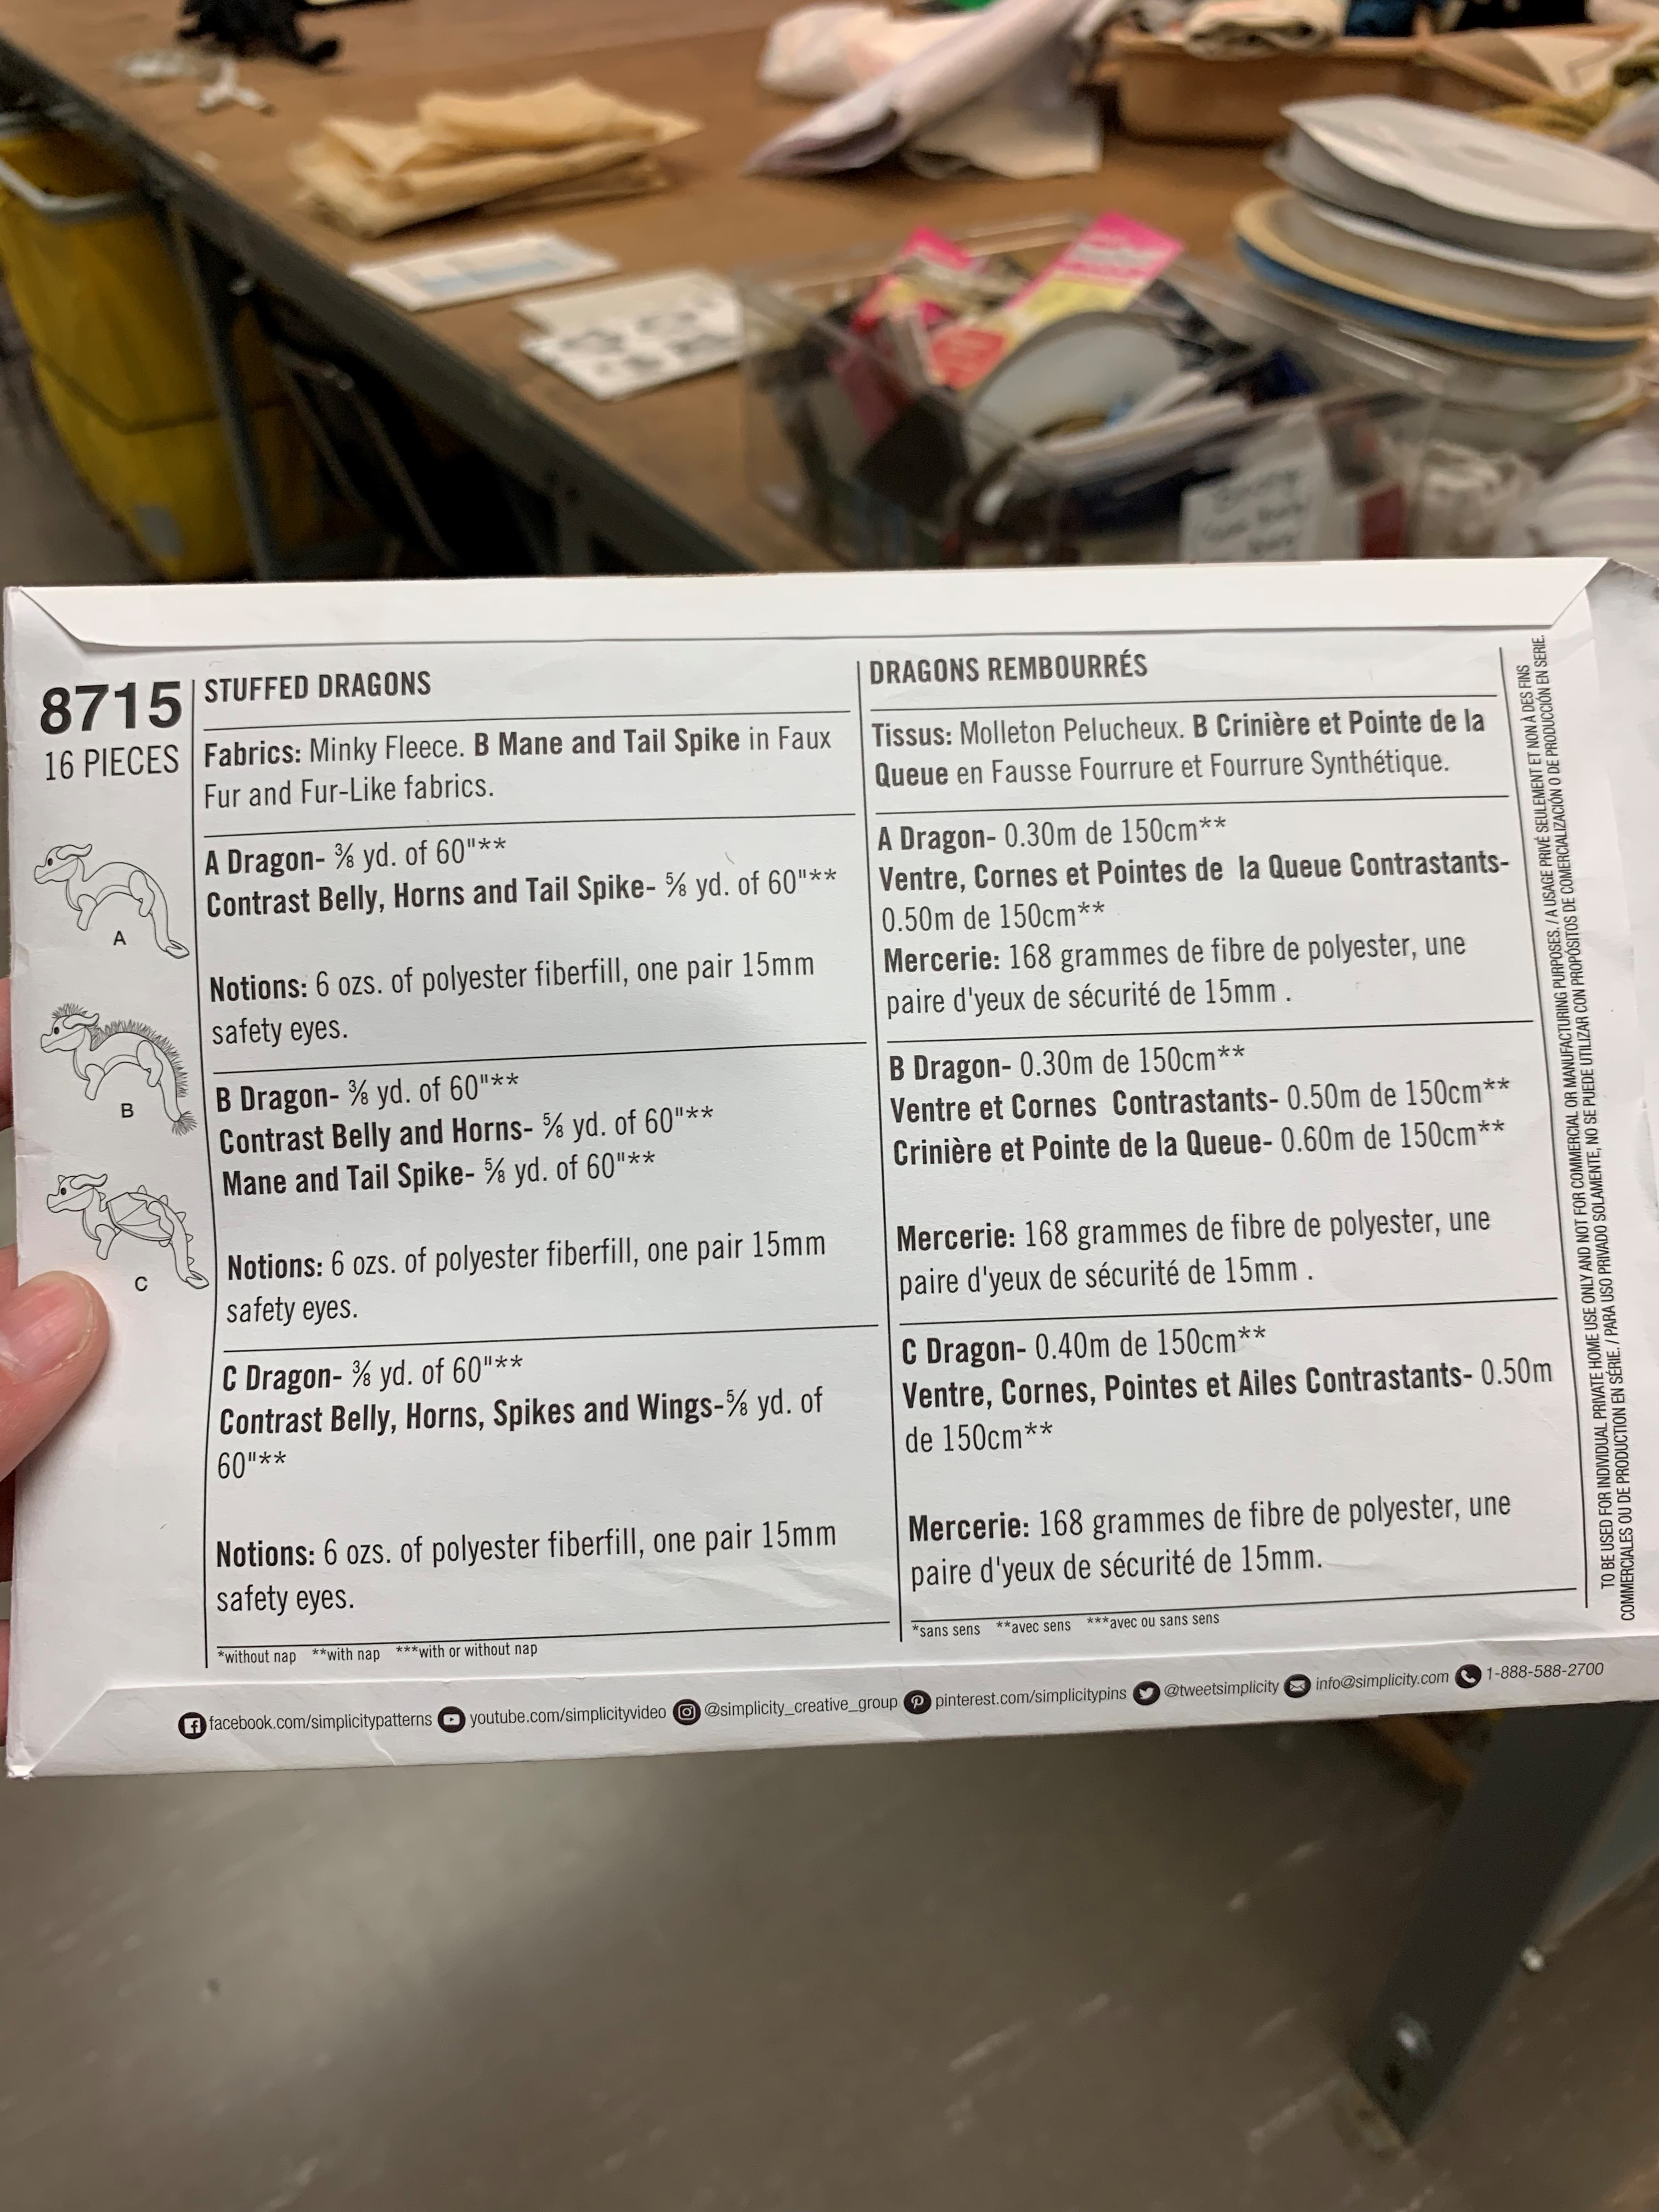 8715
16 PIECES
A
B
C
STUFFED DRAGONS
Fabrics: Minky Fleece. B Mane and Tail Spike in Faux
Fur and Fur-Like fabrics.
A Dragon- ⅜ yd. of 60"**
Contrast Belly, Horns and Tail Spike- ⅝ yd. of 60"**
Notions: 6 ozs. of polyester fiberfill, one pair 15mm
safety eyes.
B Dragon- ⅜ yd. of 60"**
Contrast Belly and Horns- ⅝ yd. of 60"**
Mane and Tail Spike- ⅝ yd. of 60"**
Notions: 6 ozs. of polyester fiberfill, one pair 15mm
safety eyes.
C Dragon- ⅜ yd. of 60"**
Contrast Belly, Horns, Spikes and Wings-⅝ yd. of
60"**
Notions: 6 ozs. of polyester fiberfill, one pair 15mm
safety eyes.
*without nap **with nap ***with or without nap
DRAGONS REMBOURRÉS
Tissus: Molleton Pelucheux. B Crinière et Pointe de la
Queue en Fausse Fourrure et Fourrure Synthétique.
A Dragon- 0.30m de 150cm**
Ventre, Cornes et Pointes de la Queue Contrastants-
0.50m de 150cm**
Mercerie: 168 grammes de fibre de polyester, une
paire d'yeux de sécurité de 15mm .
B Dragon- 0.30m de 150cm**
Ventre et Cornes Contrastants- 0.50m de 150cm**
Crinière et Pointe de la Queue- 0.60m de 150cm**
Mercerie: 168 grammes de fibre de polyester, une
paire d'yeux de sécurité de 15mm .
C Dragon- 0.40m de 150cm**
Ventre, Cornes, Pointes et Ailes Contrastants- 0.50m
de 150cm**
Mercerie: 168 grammes de fibre de polyester, une
paire d'yeux de sécurité de 15mm.
*sans sens **avec sens ***avec ou sans sens
TO BE USED FOR INDIVIDUAL PRIVATE HOME USE ONLY AND NOT FOR COMMERCIAL OR MANUFACTURING PURPOSES. / A USAGE PRIVÉ SEULEMENT ET NON À DES FINS
COMMERCIALES OU DE PRODUCTION EN SÉRIE. / PARA USO PRIVADO SOLAMENTE, NO SE PUEDE UTILIZAR CON PROPÓSITOS DE COMERCIALIZACIÓN O DE PRODUCCIÓN EN SERIE.
facebook.com/simplicitypatterns youtube.com/simplicityvideo @simplicity_creative_group pinterest.com/simplicitypins @tweetsimplicity info@simplicity.com 1-888-588-2700